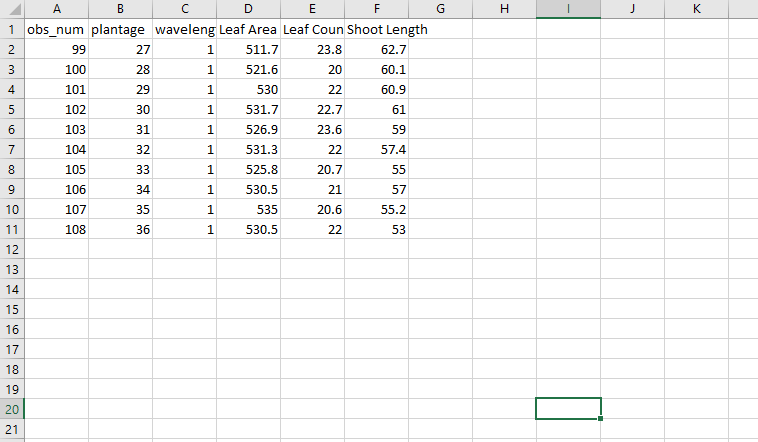 A B C D E F G H I J K
1 obs_num plantage waveleng Leaf Area Leaf Coun Shoot Length
2 99 27 1 511.7 23.8 62.7
3 100 28 1 521.6 20 60.1
4 101 29 1 530 22 60.9
5 102 30 1 531.7 22.7 61
6 103 31 1 526.9 23.6 59
7 104 32 1 531.3 22 57.4
8 105 33 1 525.8 20.7 55
9 106 34 1 530.5 21 57
10 107 35 1 535 20.6 55.2
11 108 36 1 530.5 22 53
12
13
14
15
16
17
18
19
20
21